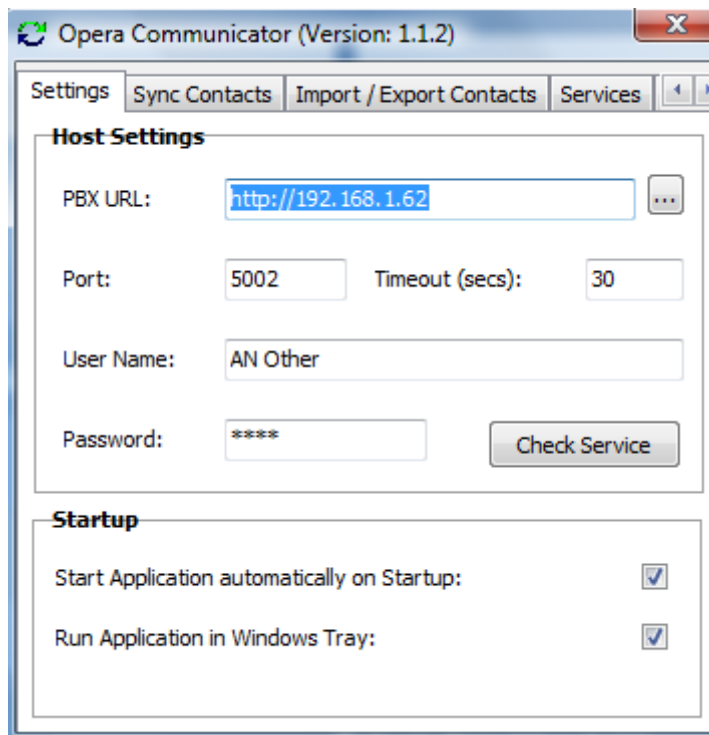 Opera Communicator (Version: 1.1.2)
Settings Sync Contacts Import / Export Contacts Services
Host Settings
PBX URL: http://192.168.1.62 ...
Port: 5002 Timeout (secs): 30
User Name: AN Other
Password: **** Check Service
Startup
Start Application automatically on Startup:
Run Application in Windows Tray: